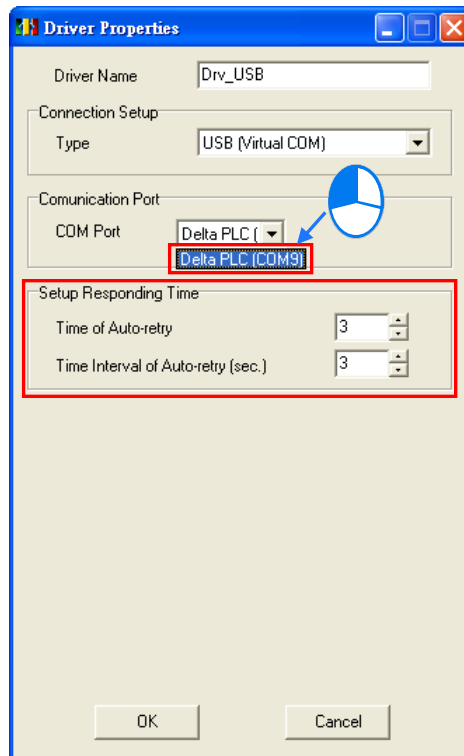 Driver Properties
Driver Name Drv_USB
Connection Setup
Type USB (Virtual COM)
Comunication Port
COM Port Delta PLC (
Delta PLC (COM9)
Setup Responding Time
Time of Auto-retry 3
Time Interval of Auto-retry (sec.) 3
OK Cancel